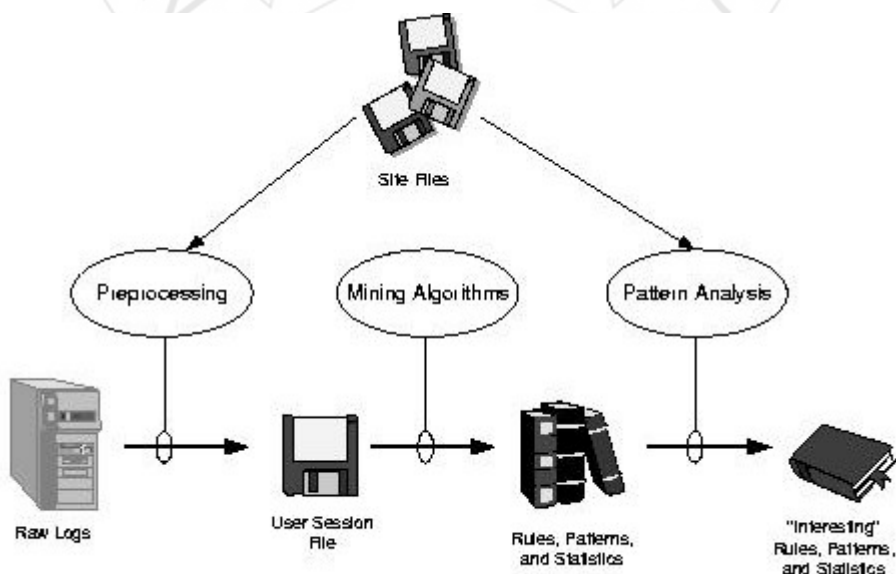 Site Files
Preprocessing
Mining Algorithms
Pattern Analysis
Raw Logs
User Session
File
Rules, Patterns,
and Statistics
"Interesting"
Rules, Patterns,
and Statistics